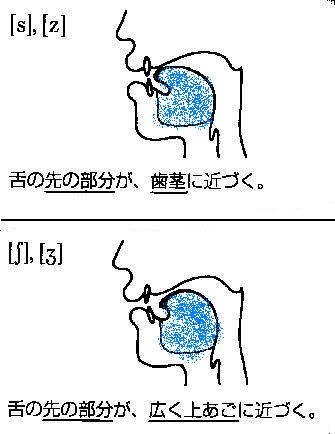 [s], [z]
舌の先の部分が、歯茎に近づく。
[ʃ], [ʒ]
舌の先の部分が、広く上あごに近づく。